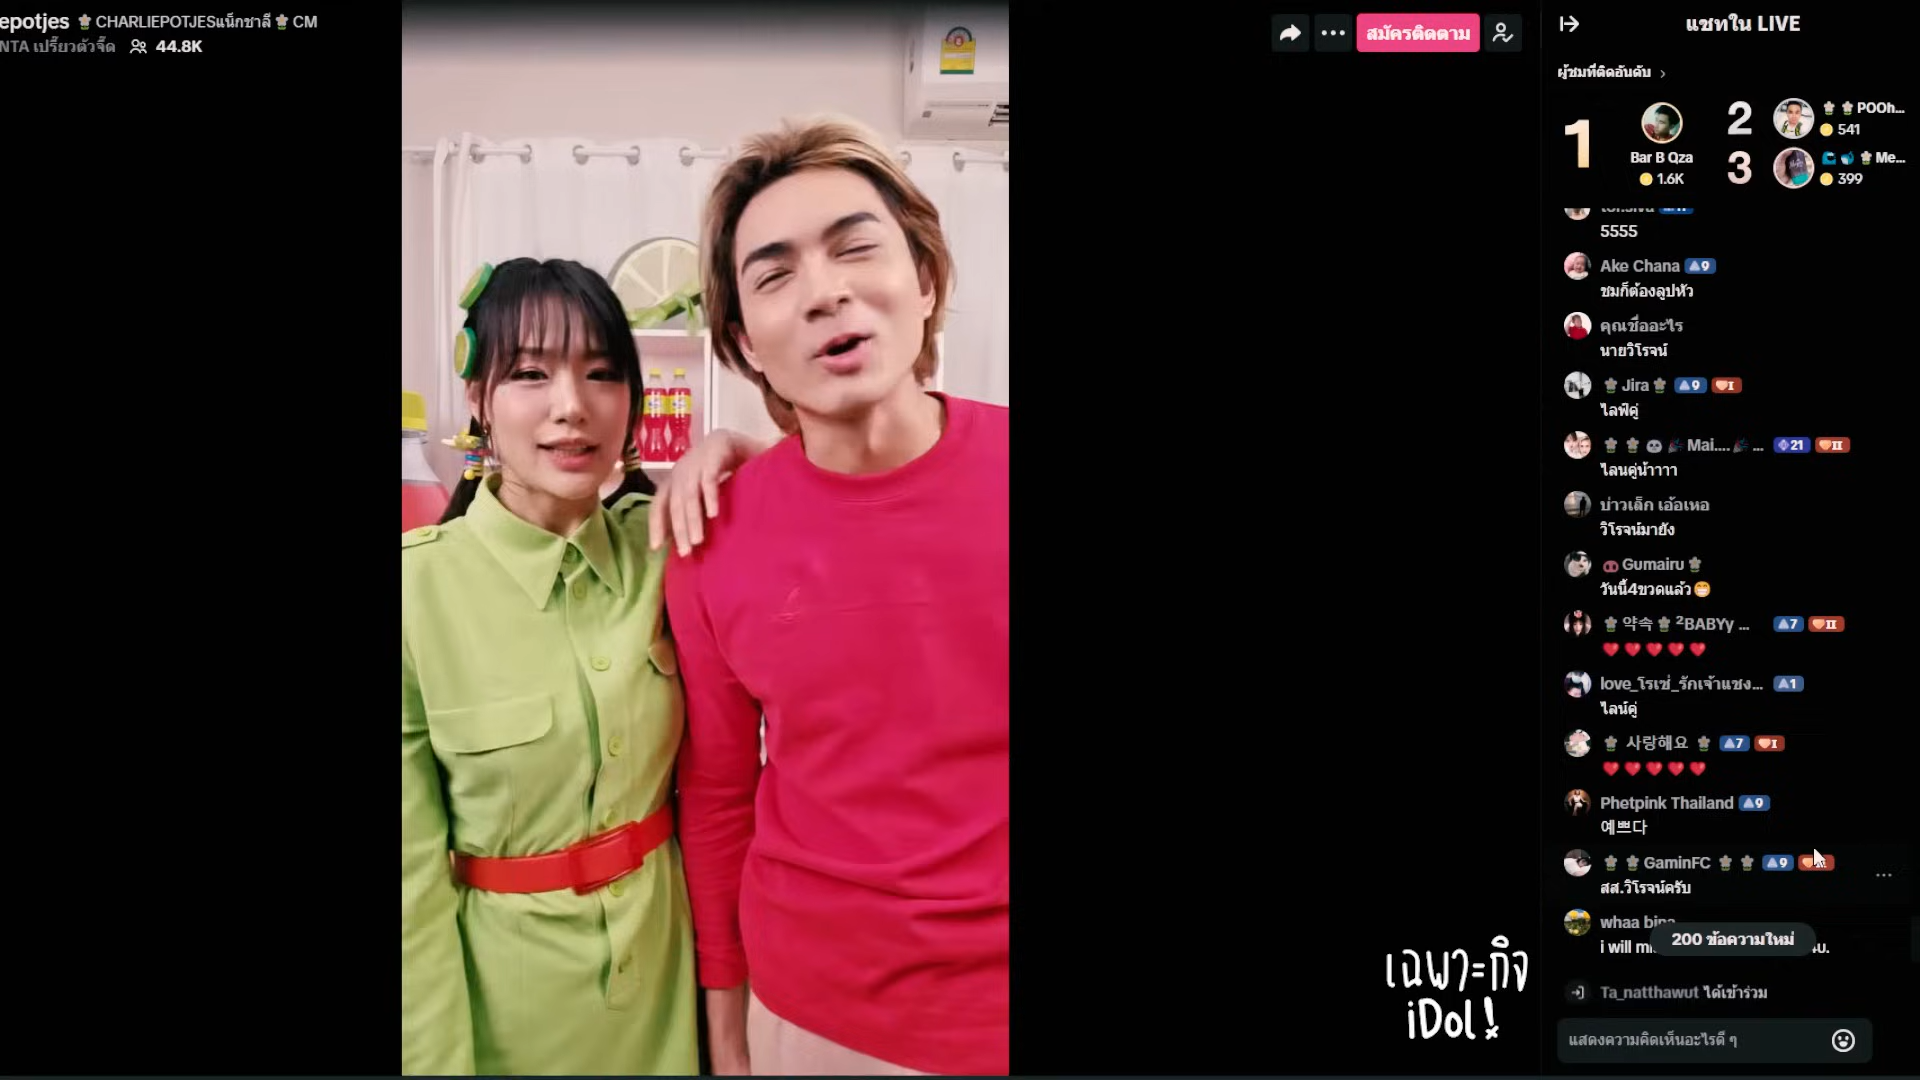 epotjes CHARLIEPOTJESแน็กชาลี CM
NTA เปรี้ยวตัวจี๊ด 44.8K
สมัครติดตาม
แชทใน LIVE
ผู้ชมที่ติดอันดับ
1
Bar B Qza
1.6K
2
POOh...
541
3
Me...
399
5555
Ake Chana 9
ชมก็ต้องลูปหัว
คุณชื่ออะไร
นายวิโรจน์
Jira 9 I
ไลฟ์คู่
Mai.... ... 21 II
ไลนคู่น้าาาา
บ่าวเด็ก เอ้อเหอ
วิโรจน์มายัง
Gumairu
วันนี้4ขวดแล้ว😁
약속 ²BABYy ... 7 II
❤️❤️❤️❤️❤️
love_โรเซ่_รักเจ้าแชง... 1
ไลน์คู่
사랑해요 7 I
❤️❤️❤️❤️❤️
Phetpink Thailand 9
예쁘다
GaminFC 9
สส.วิโรจน์ครับ
whaa
i will
200 ข้อความใหม่
Ta_natthawut ได้เข้าร่วม
แสดงความคิดเห็นอะไรดี ๆ
เฉพาะกิจ
iDol!